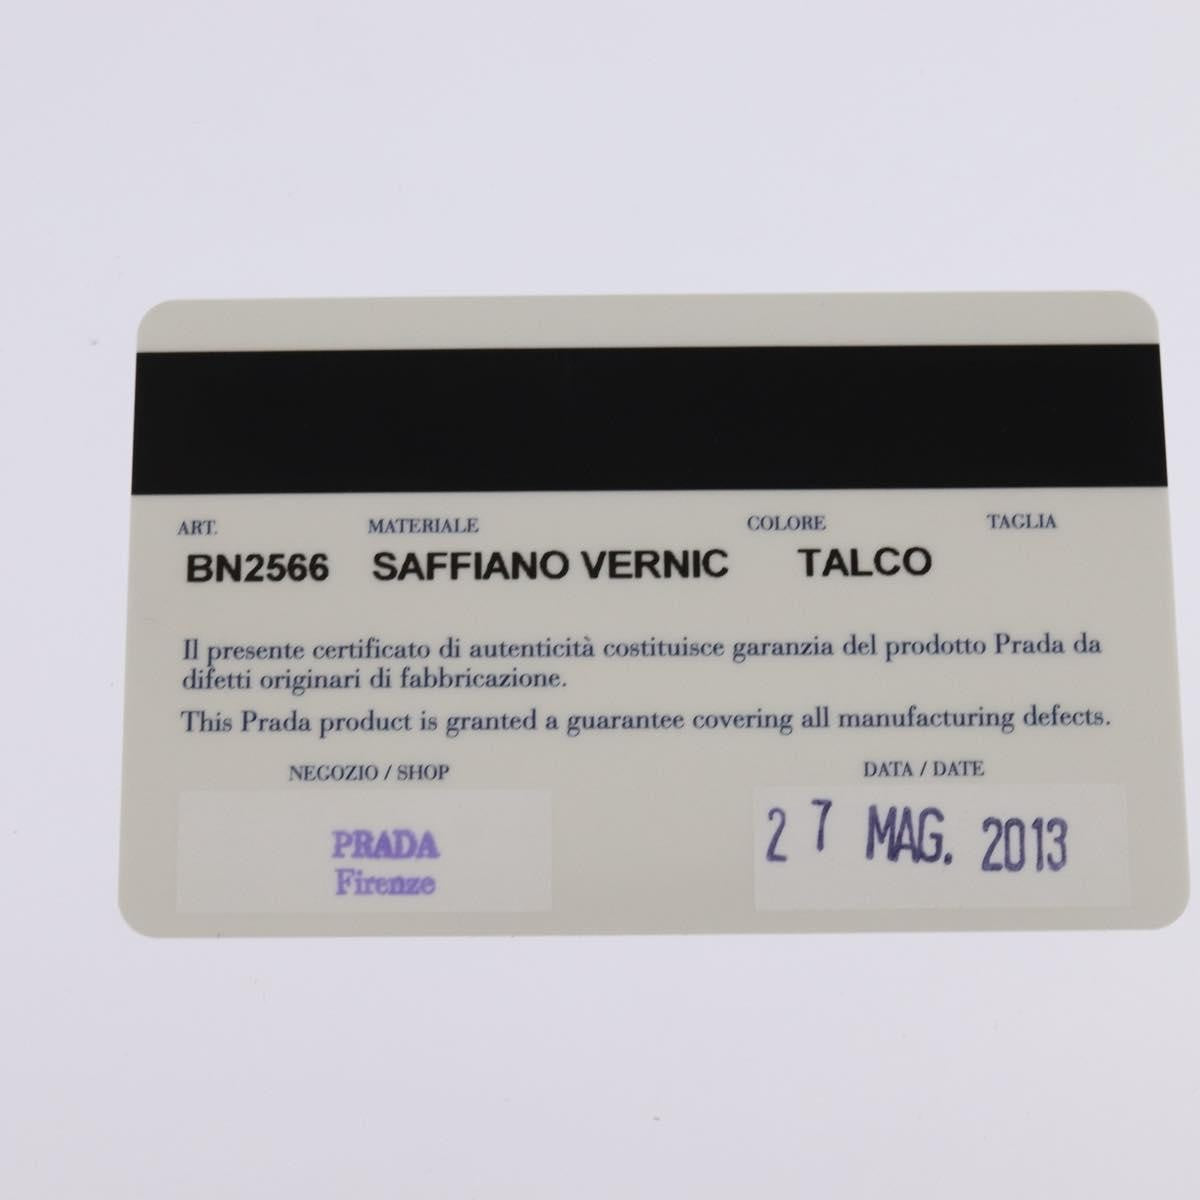 ART. MATERIALE COLORE TAGLIA
BN2566 SAFFIANO VERNIC TALCO
Il presente certificato di autenticità costituisce garanzia del prodotto Prada da
difetti originari di fabbricazione.
This Prada product is granted a guarantee covering all manufacturing defects.
NEGOZIO / SHOP DATA / DATE
PRADA
Firenze
27 MAG. 2013